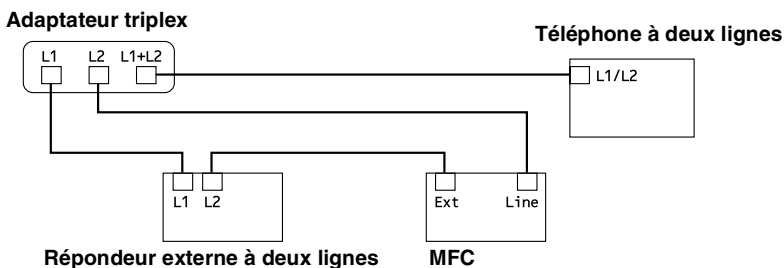 Adaptateur triplex
Téléphone à deux lignes
L1 L2 L1+L2
L1/L2
L1 L2
Ext Line
Répondeur externe à deux lignes
MFC